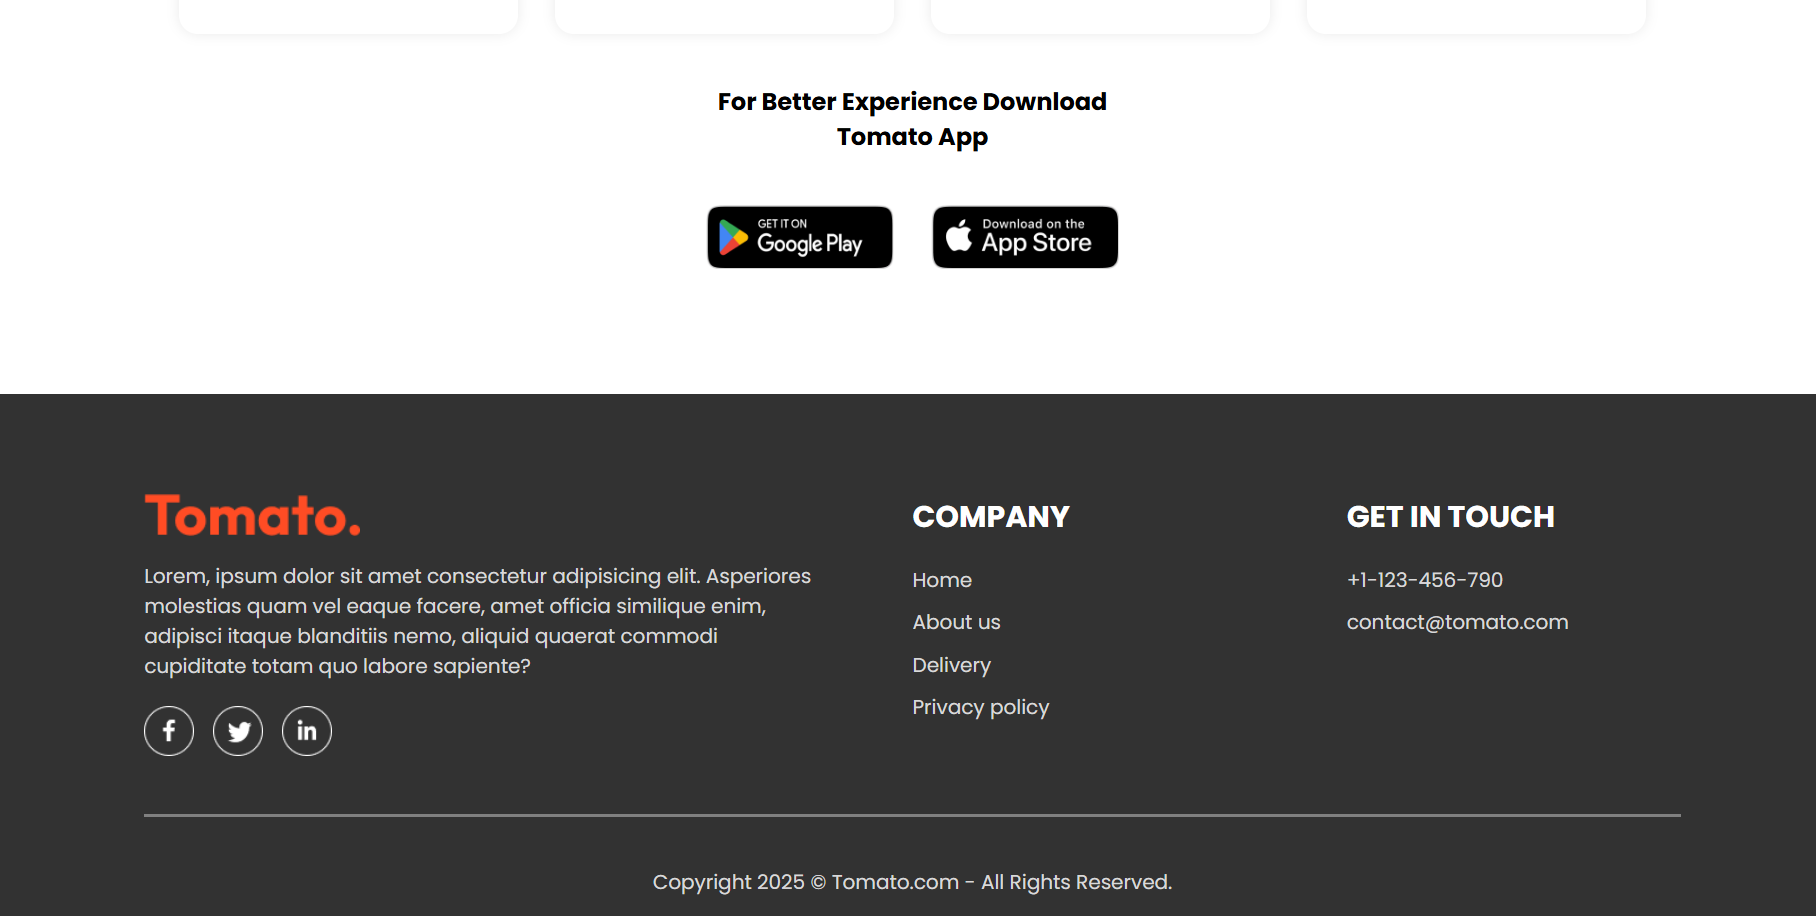 For Better Experience Download
Tomato App
GET IT ON
Google Play
Download on the
App Store
Tomato.
Lorem, ipsum dolor sit amet consectetur adipisicing elit. Asperiores
molestias quam vel eaque facere, amet officia similique enim,
adipisci itaque blanditiis nemo, aliquid quaerat commodi
cupiditate totam quo labore sapiente?
f
in
COMPANY
Home
About us
Delivery
Privacy policy
GET IN TOUCH
+1-123-456-790
contact@tomato.com
Copyright 2025 © Tomato.com - All Rights Reserved.